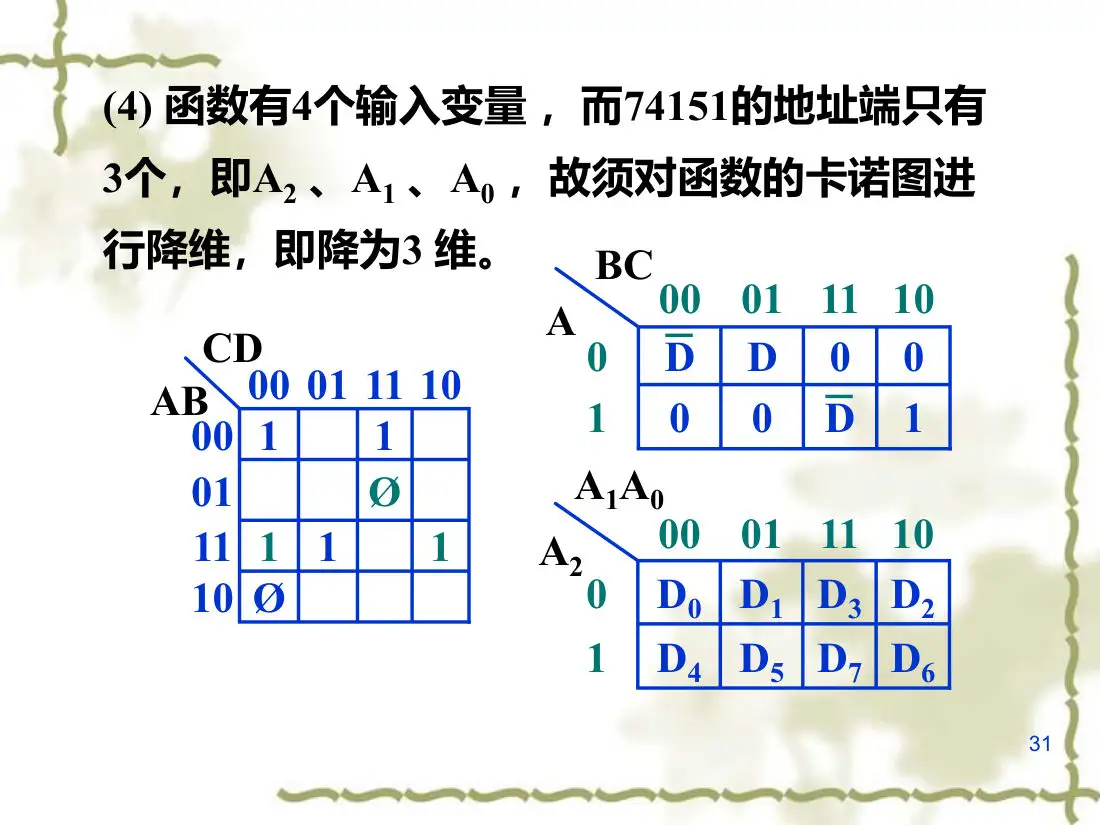 (4) 函数有4个输入变量 ，而74151的地址端只有
3个，即A₂ 、A₁ 、A₀ ，故须对函数的卡诺图进
行降维，即降为3 维。
BC
A
00 01 11 10
0 D̅ D 0 0
1 0 0 D̅ 1
CD
AB
00 01 11 10
00 1 1
01 Ø
11 1 1 1
10 Ø
A₁A₀
A₂
00 01 11 10
0 D₀ D₁ D₃ D₂
1 D₄ D₅ D₇ D₆
31